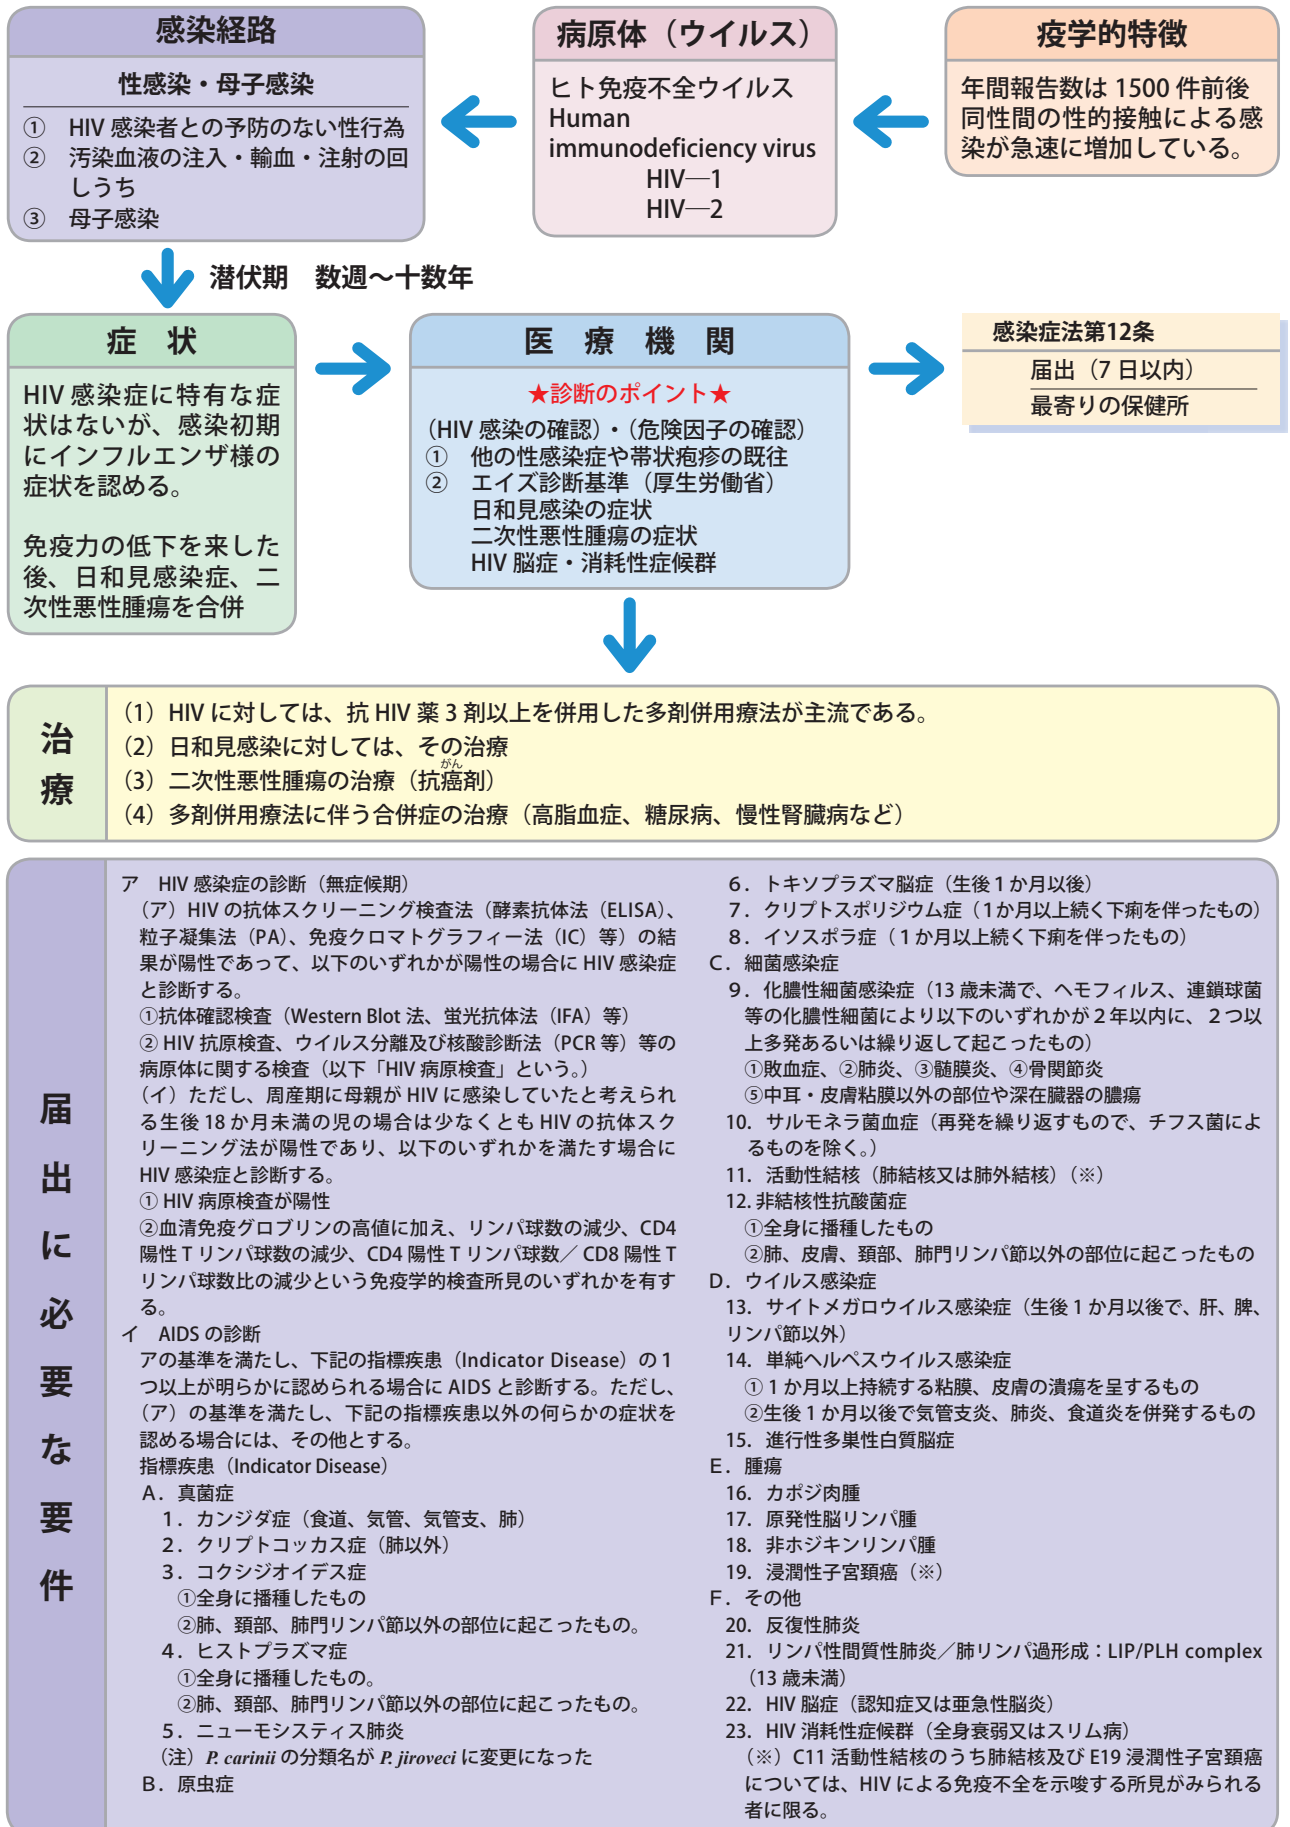 感染経路
性感染・母子感染
① HIV 感染者との予防のない性行為
② 汚染血液の注入・輸血・注射の回
しうち
③ 母子感染
病原体（ウイルス）
ヒト免疫不全ウイルス
Human
immunodeficiency virus
HIV―1
HIV―2
疫学的特徴
年間報告数は 1500 件前後
同性間の性的接触による感
染が急速に増加している。
潜伏期 数週～十数年
症 状
HIV 感染症に特有な症
状はないが、感染初期
にインフルエンザ様の
症状を認める。
免疫力の低下を来した
後、日和見感染症、二
次性悪性腫瘍を合併
医 療 機 関
★診断のポイント★
（HIV 感染の確認）・（危険因子の確認）
① 他の性感染症や帯状疱疹の既往
② エイズ診断基準（厚生労働省）
日和見感染の症状
二次性悪性腫瘍の症状
HIV 脳症・消耗性症候群
感染症法第12条
届出（7 日以内）
最寄りの保健所
治療
（1）HIV に対しては、抗 HIV 薬 3 剤以上を併用した多剤併用療法が主流である。
（2）日和見感染に対しては、その治療
がん
（3）二次性悪性腫瘍の治療（抗癌剤）
（4）多剤併用療法に伴う合併症の治療（高脂血症、糖尿病、慢性腎臓病など）
届出に必要な要件
ア HIV 感染症の診断（無症候期）
（ア）HIV の抗体スクリーニング検査法（酵素抗体法（ELISA）、
粒子凝集法（PA）、免疫クロマトグラフィー法（IC）等）の結
果が陽性であって、以下のいずれかが陽性の場合に HIV 感染症
と診断する。
①抗体確認検査（Western Blot 法、蛍光抗体法（IFA）等）
② HIV 抗原検査、ウイルス分離及び核酸診断法（PCR 等）等の
病原体に関する検査（以下「HIV 病原検査」という。）
（イ）ただし、周産期に母親が HIV に感染していたと考えられ
る生後 18 か月未満の児の場合は少なくとも HIV の抗体スク
リーニング法が陽性であり、以下のいずれかを満たす場合に
HIV 感染症と診断する。
① HIV 病原検査が陽性
②血清免疫グロブリンの高値に加え、リンパ球数の減少、CD4
陽性 T リンパ球数の減少、CD4 陽性 T リンパ球数／ CD8 陽性 T
リンパ球数比の減少という免疫学的検査所見のいずれかを有す
る。
イ AIDS の診断
アの基準を満たし、下記の指標疾患（Indicator Disease）の１
つ以上が明らかに認められる場合に AIDS と診断する。ただし、
（ア）の基準を満たし、下記の指標疾患以外の何らかの症状を
認める場合には、その他とする。
指標疾患（Indicator Disease）
Ａ．真菌症
１．カンジダ症（食道、気管、気管支、肺）
２．クリプトコッカス症（肺以外）
３．コクシジオイデス症
①全身に播種したもの
②肺、頚部、肺門リンパ節以外の部位に起こったもの。
４．ヒストプラズマ症
①全身に播種したもの。
②肺、頚部、肺門リンパ節以外の部位に起こったもの。
５．ニューモシスティス肺炎
（注）P. carinii の分類名が P. jiroveci に変更になった
Ｂ．原虫症
６．トキソプラズマ脳症（生後１か月以後）
７．クリプトスポリジウム症（１か月以上続く下痢を伴ったもの）
８．イソスポラ症（１か月以上続く下痢を伴ったもの）
Ｃ．細菌感染症
９．化膿性細菌感染症（13 歳未満で、ヘモフィルス、連鎖球菌
等の化膿性細菌により以下のいずれかが２年以内に、２つ以
上多発あるいは繰り返して起こったもの）
①敗血症、②肺炎、③髄膜炎、④骨関節炎
⑤中耳・皮膚粘膜以外の部位や深在臓器の膿瘍
10．サルモネラ菌血症（再発を繰り返すもので、チフス菌によ
るものを除く。）
11．活動性結核（肺結核又は肺外結核）（※）
12. 非結核性抗酸菌症
①全身に播種したもの
②肺、皮膚、頚部、肺門リンパ節以外の部位に起こったもの
Ｄ．ウイルス感染症
13．サイトメガロウイルス感染症（生後１か月以後で、肝、脾、
リンパ節以外）
14．単純ヘルペスウイルス感染症
①１か月以上持続する粘膜、皮膚の潰瘍を呈するもの
②生後１か月以後で気管支炎、肺炎、食道炎を併発するもの
15．進行性多巣性白質脳症
Ｅ．腫瘍
16．カポジ肉腫
17．原発性脳リンパ腫
18．非ホジキンリンパ腫
19．浸潤性子宮頚癌（※）
Ｆ．その他
20．反復性肺炎
21．リンパ性間質性肺炎／肺リンパ過形成：LIP/PLH complex
（13 歳未満）
22．HIV 脳症（認知症又は亜急性脳炎）
23．HIV 消耗性症候群（全身衰弱又はスリム病）
（※）C11 活動性結核のうち肺結核及び E19 浸潤性子宮頚癌
については、HIV による免疫不全を示唆する所見がみられる
者に限る。